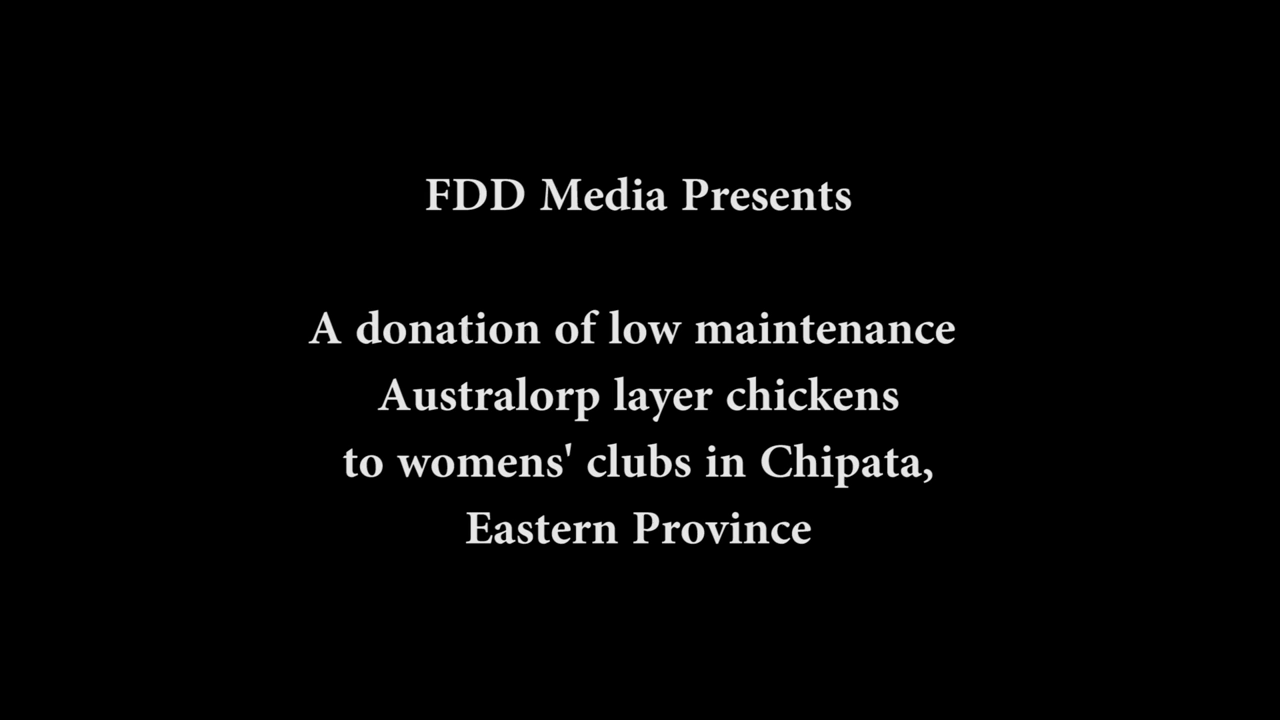 FDD Media Presents
A donation of low maintenance
Australorp layer chickens
to womens' clubs in Chipata,
Eastern Province